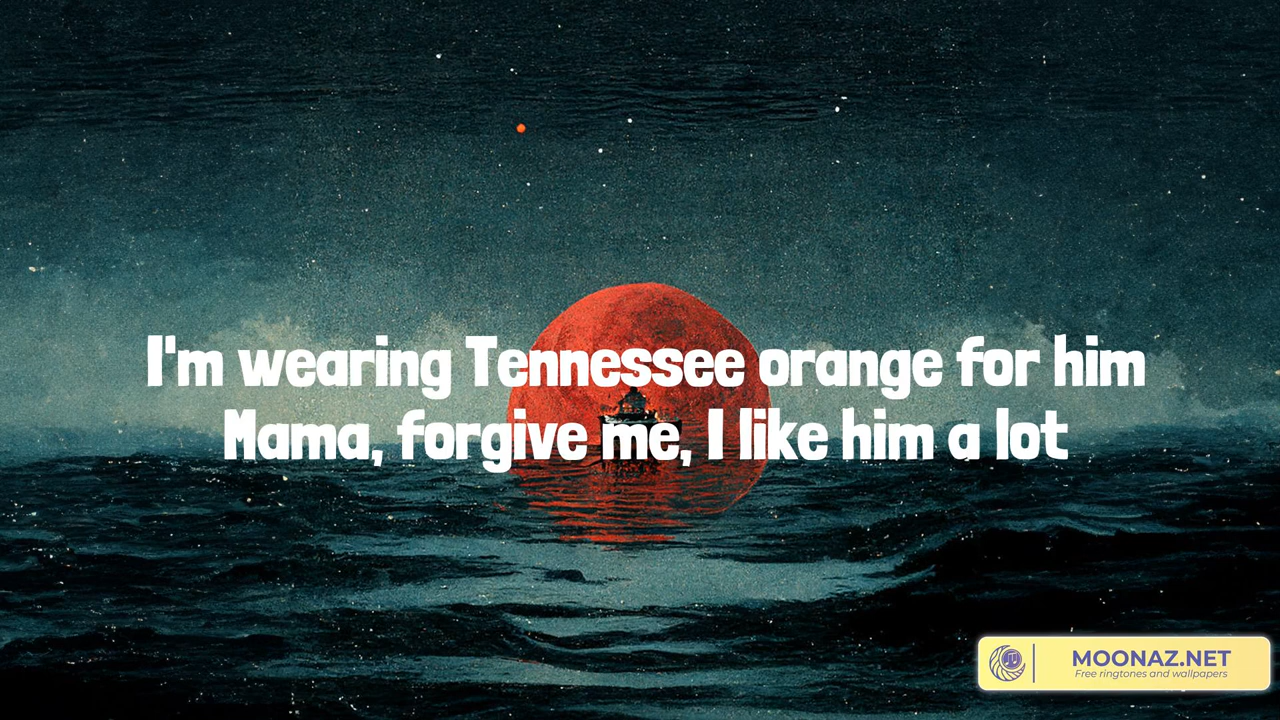 I'm wearing Tennessee orange for him
Mama, forgive me, I like him a lot
MOONAZ.NET
Free ringtones and wallpapers